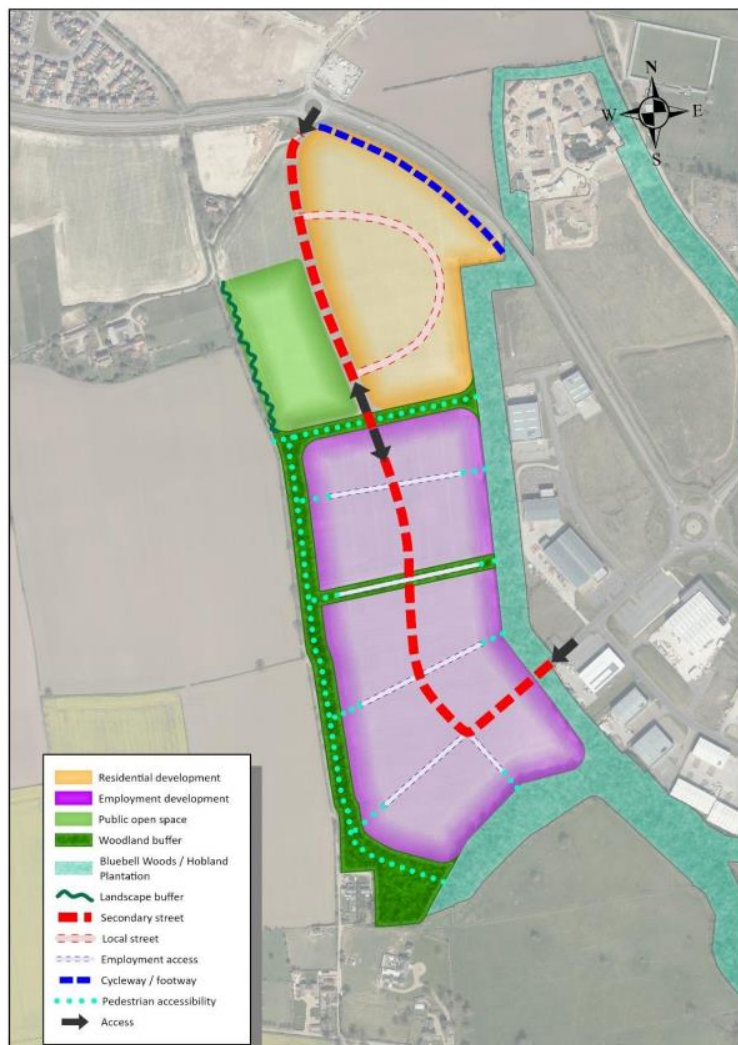 N
W
E
S
Residential development
Employment development
Public open space
Woodland buffer
Bluebell Woods / Hobland
Plantation
Landscape buffer
Secondary street
Local street
Employment access
Cycleway / footway
Pedestrian accessibility
Access